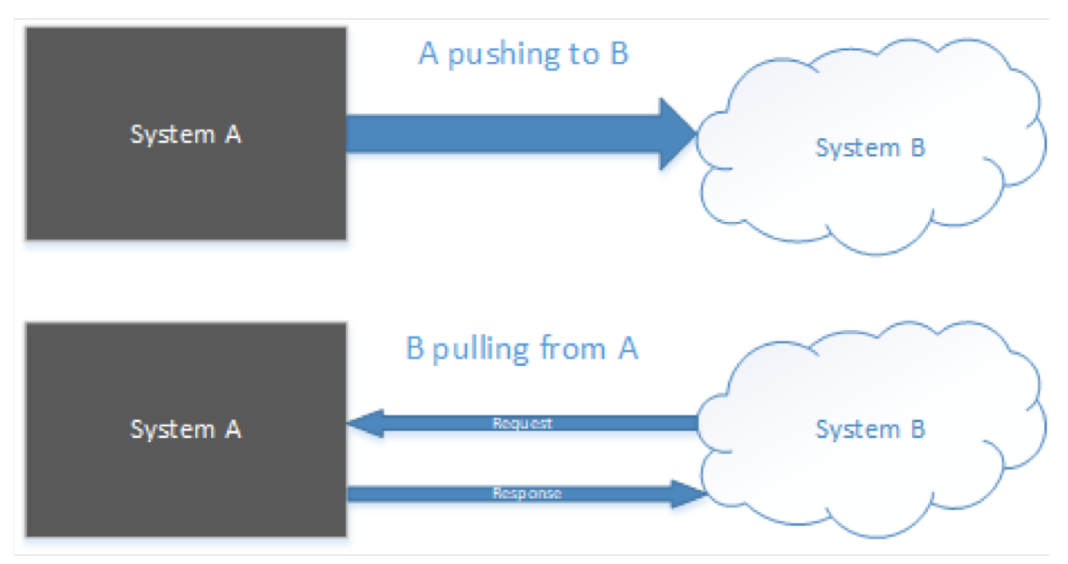 A pushing to B
System A
System B
B pulling from A
Request
System A
System B
Response